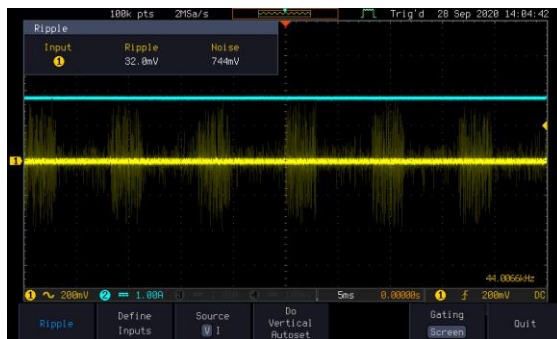 100k pts 2MSa/s Trig'd 28 Sep 2020 14:04:42
Ripple
Input Ripple Noise
1 32.0mV 744mV
1
44.0066kHz
1 200mV 2 1.00A 5ms 0.00000s 1 200mV DC
Ripple
Define Inputs
Source
V I
Do Vertical Autoset
Gating
Screen
Quit